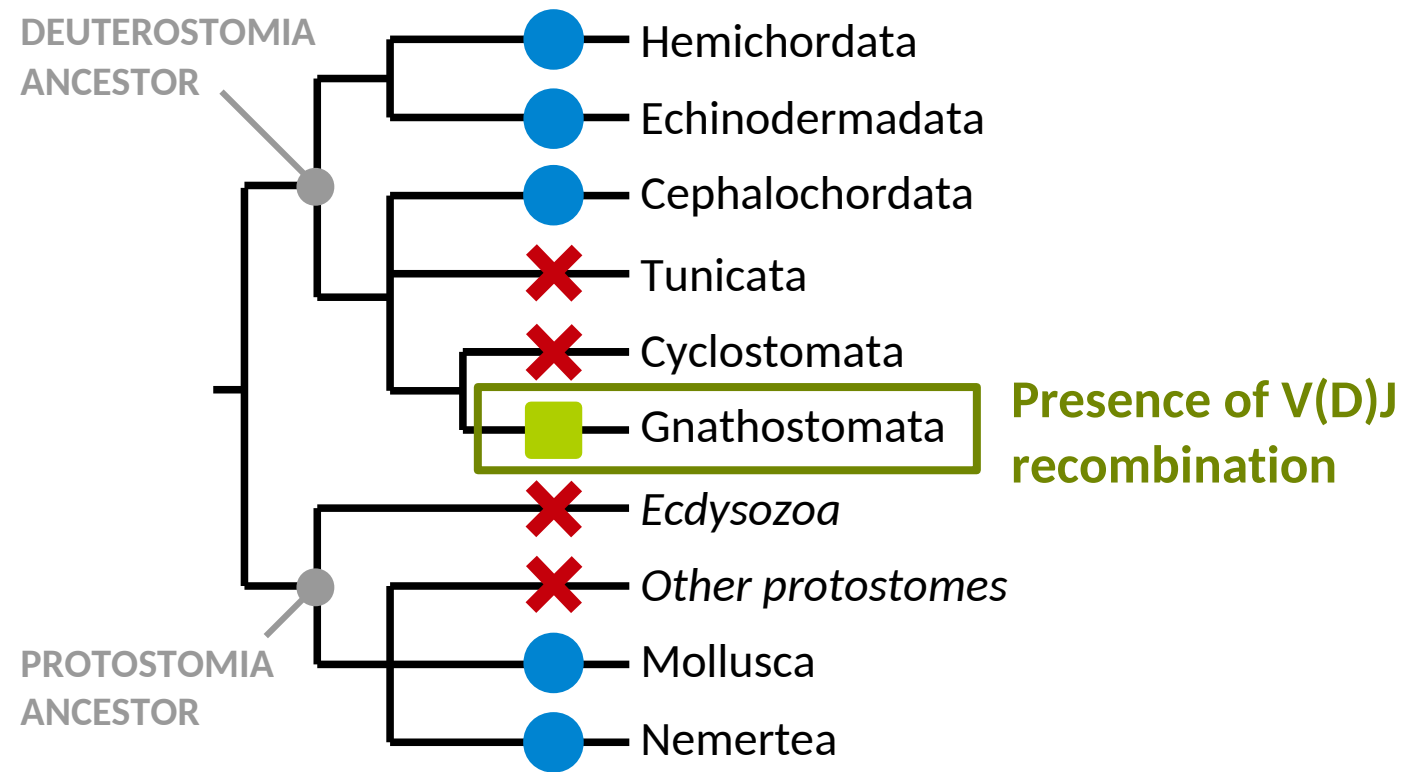 DEUTEROSTOMIA
ANCESTOR
Hemichordata
Echinodermadata
Cephalochordata
Tunicata
Cyclostomata
Gnathostomata
Presence of V(D)J
recombination
Ecdysozoa
Other protostomes
PROTOSTOMIA
ANCESTOR
Mollusca
Nemertea